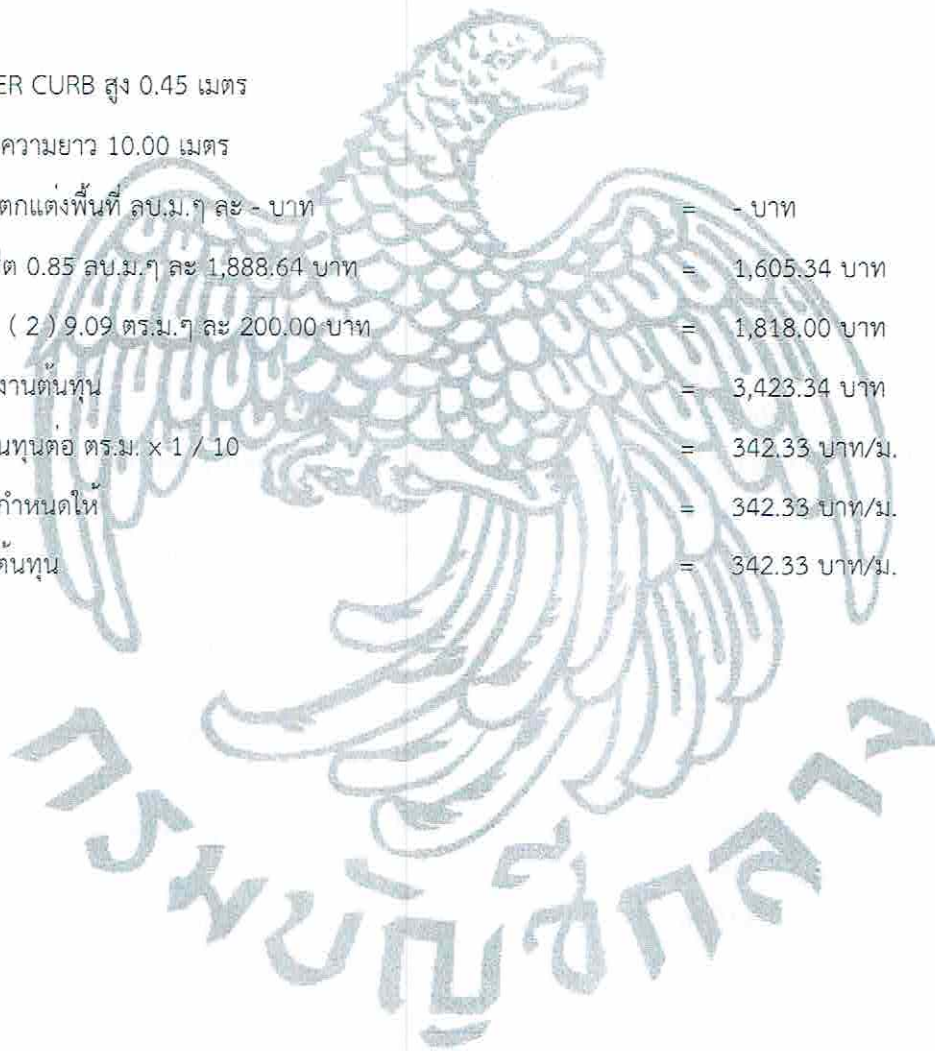 ER CURB สูง 0.45 เมตร
ความยาว 10.00 เมตร
ตกแต่งพื้นที่ ลบ.ม.ๆ ละ - บาท = - บาท
ีต 0.85 ลบ.ม.ๆ ละ 1,888.64 บาท = 1,605.34 บาท
( 2 ) 9.09 ตร.ม.ๆ ละ 200.00 บาท = 1,818.00 บาท
งานต้นทุน = 3,423.34 บาท
นทุนต่อ ตร.ม. × 1 / 10 = 342.33 บาท/ม.
กำหนดให้ = 342.33 บาท/ม.
ต้นทุน = 342.33 บาท/ม.
กรมบัญชีกลาง